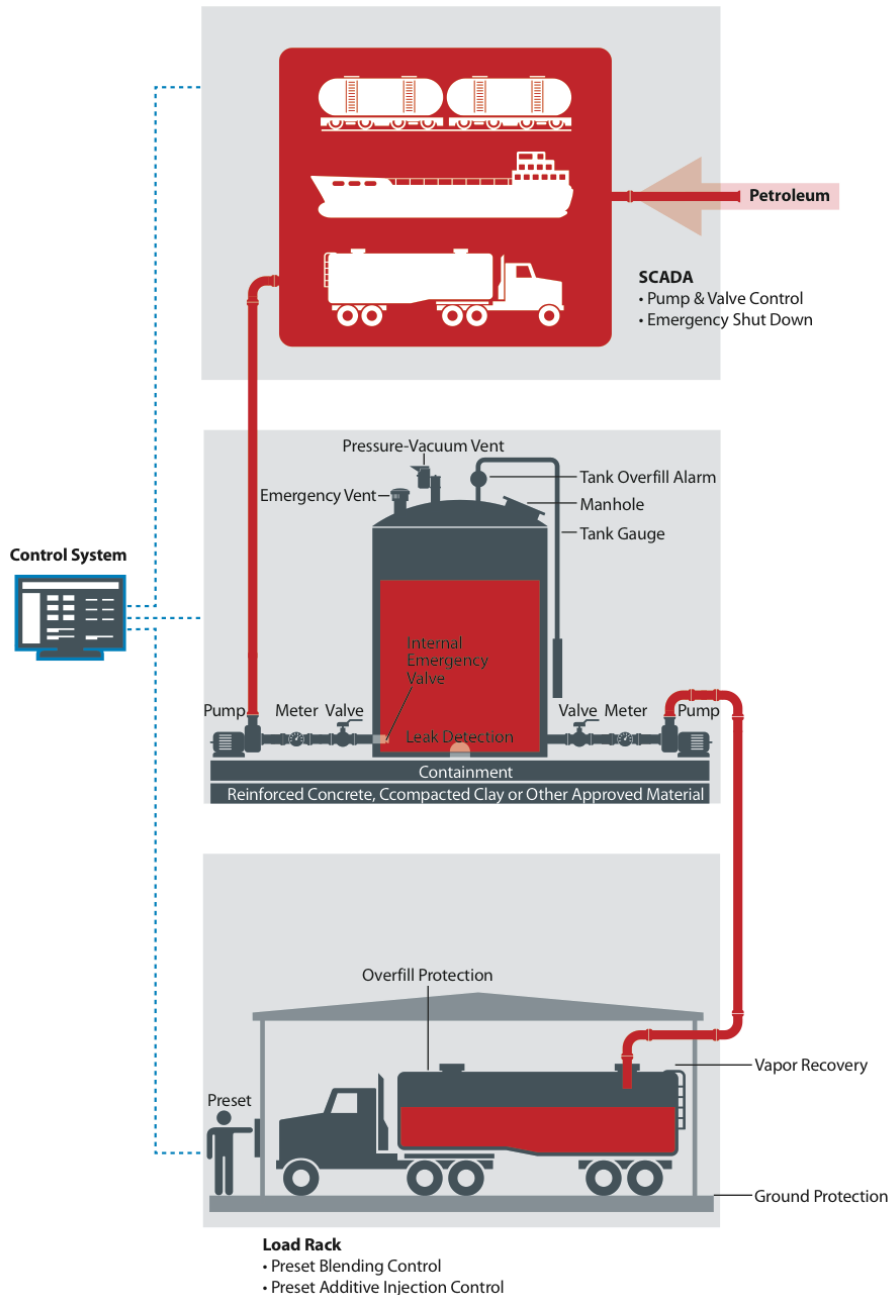 Petroleum
SCADA
• Pump & Valve Control
• Emergency Shut Down
Pressure-Vacuum Vent
Emergency Vent
Tank Overfill Alarm
Manhole
Tank Gauge
Control System
Internal
Emergency
Valve
Pump
Meter
Valve
Leak Detection
Valve
Meter
Pump
Containment
Reinforced Concrete, Ccompacted Clay or Other Approved Material
Overfill Protection
Vapor Recovery
Preset
Ground Protection
Load Rack
• Preset Blending Control
• Preset Additive Injection Control